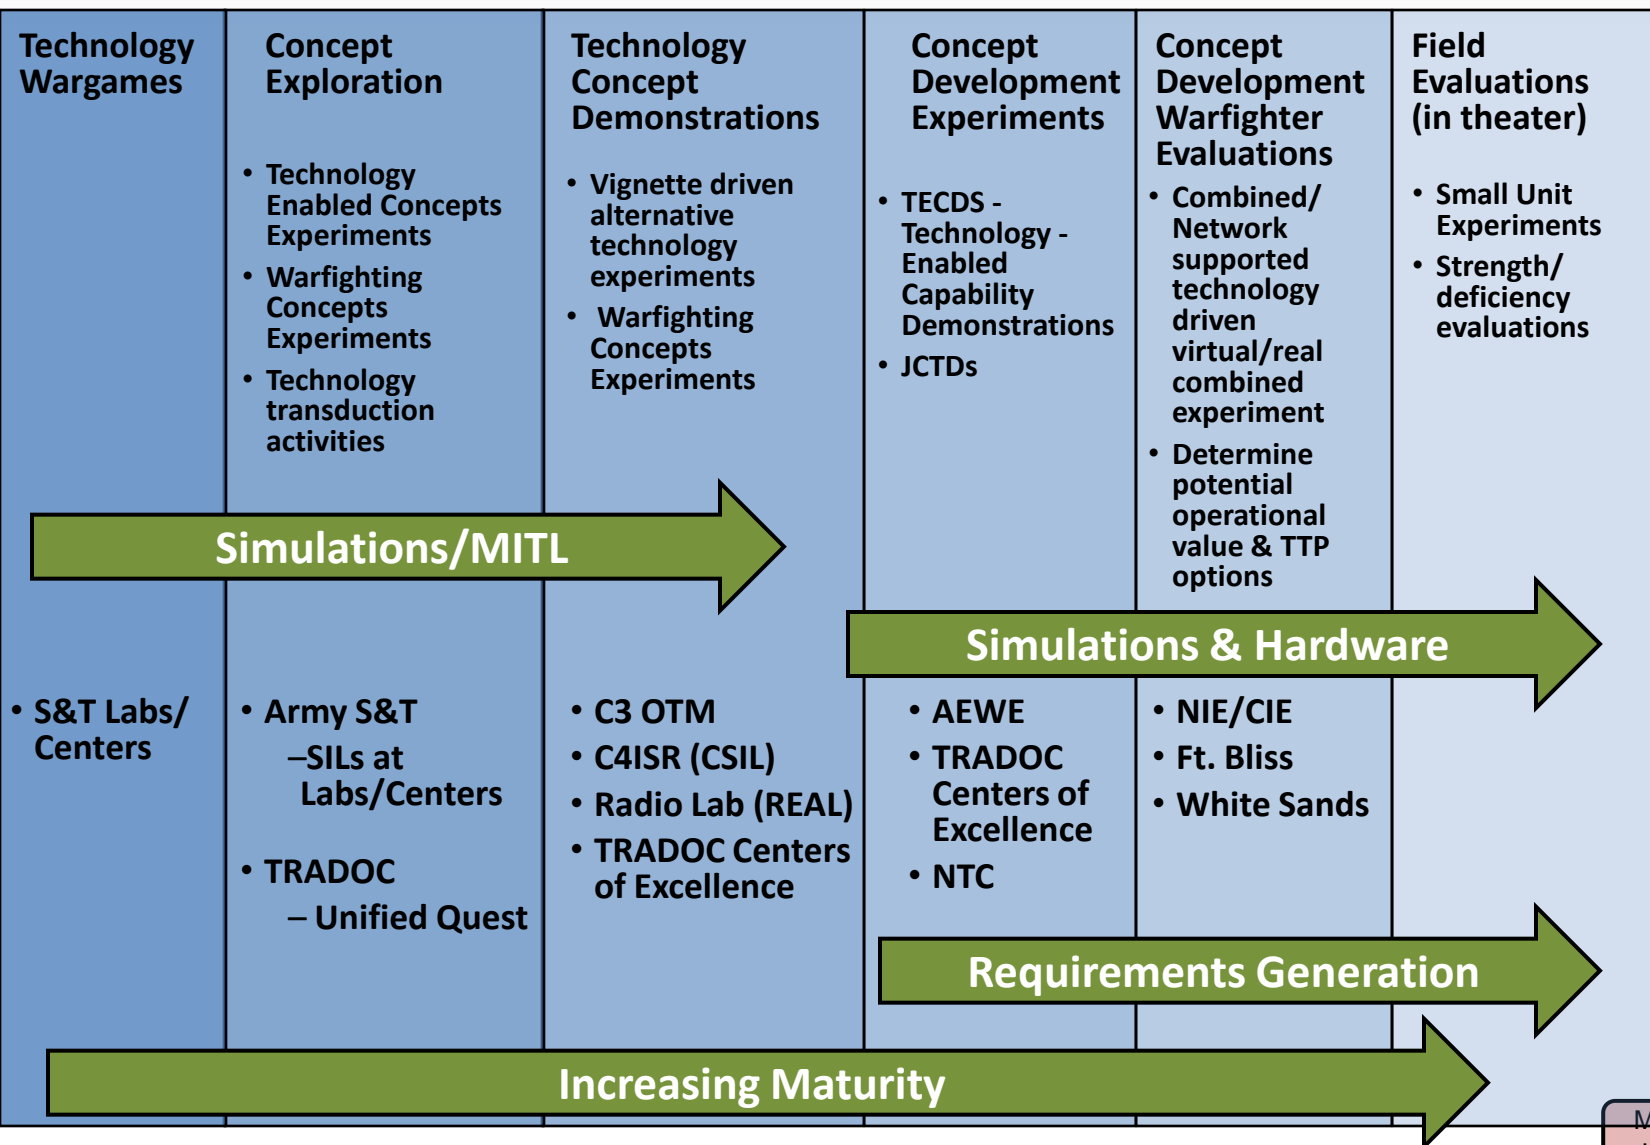 Technology
Wargames
Concept
Exploration
• Technology
Enabled Concepts
Experiments
• Warfighting
Concepts
Experiments
• Technology
transduction
activities
Technology
Concept
Demonstrations
• Vignette driven
alternative
technology
experiments
• Warfighting
Concepts
Experiments
Concept
Development
Experiments
• TECDS -
Technology -
Enabled
Capability
Demonstrations
• JCTDs
Concept
Development
Warfighter
Evaluations
• Combined/
Network
supported
technology
driven
virtual/real
combined
experiment
• Determine
potential
operational
value & TTP
options
Field
Evaluations
(in theater)
• Small Unit
Experiments
• Strength/
deficiency
evaluations
Simulations/MITL
Simulations & Hardware
• S&T Labs/
Centers
• Army S&T
–SILs at
Labs/Centers
• TRADOC
– Unified Quest
• C3 OTM
• C4ISR (CSIL)
• Radio Lab (REAL)
• TRADOC Centers
of Excellence
• AEWE
• TRADOC
Centers of
Excellence
• NTC
• NIE/CIE
• Ft. Bliss
• White Sands
Requirements Generation
Increasing Maturity